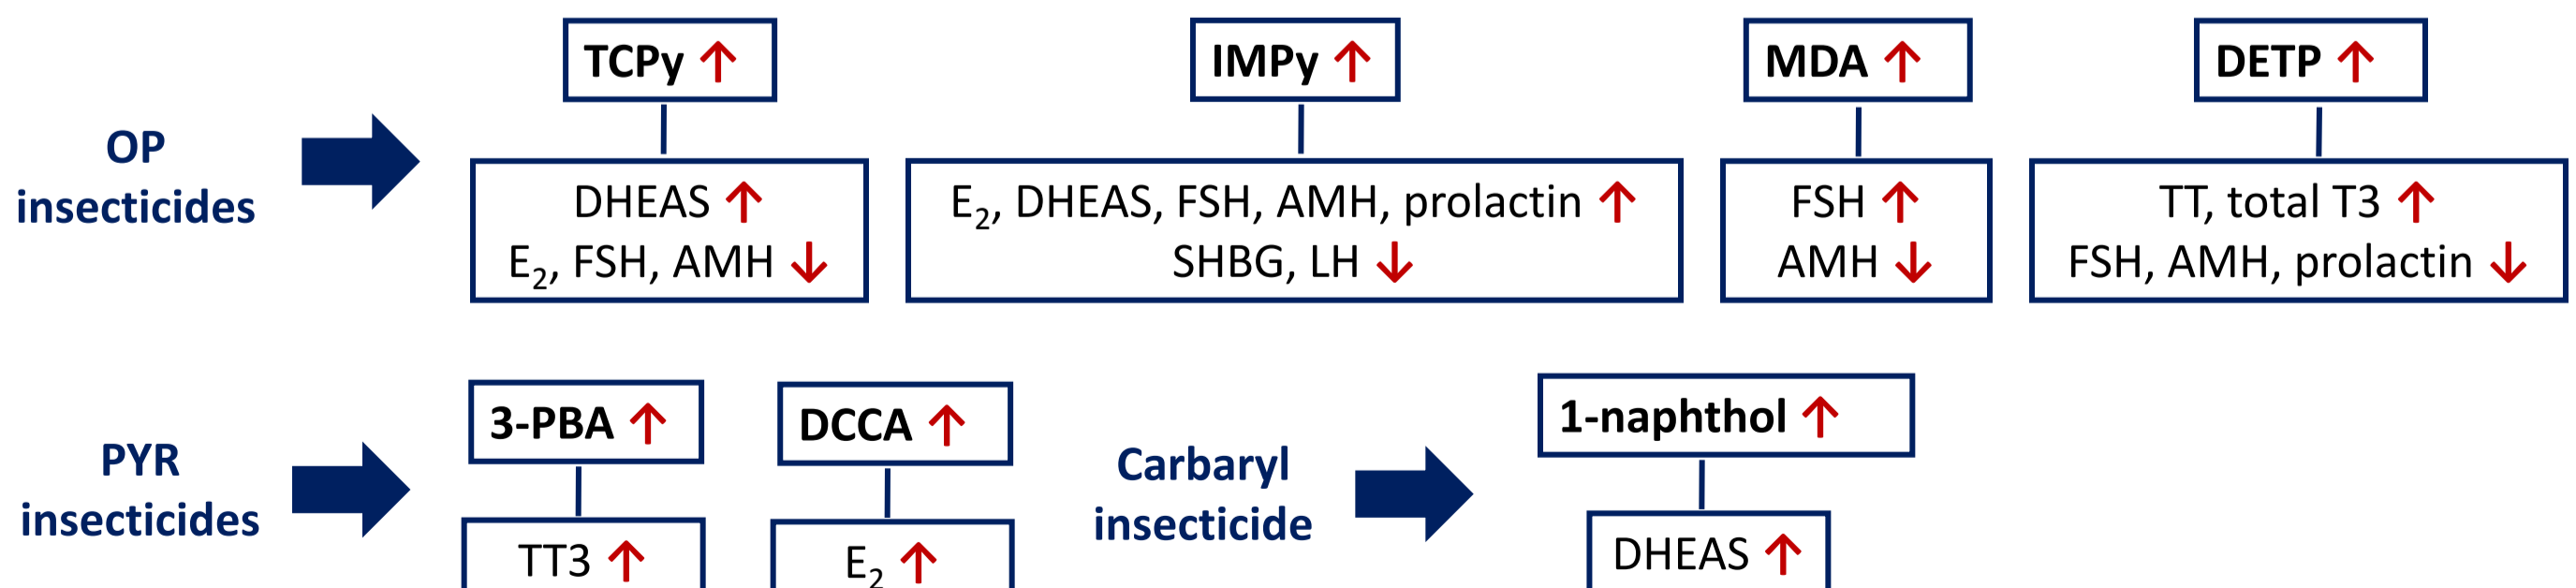 OP
insecticides
TCPy ↑
DHEAS ↑
E₂, FSH, AMH ↓
IMPy ↑
E₂, DHEAS, FSH, AMH, prolactin ↑
SHBG, LH ↓
MDA ↑
FSH ↑
AMH ↓
DETP ↑
TT, total T3 ↑
FSH, AMH, prolactin ↓
PYR
insecticides
3-PBA ↑
TT3 ↑
DCCA ↑
E₂ ↑
Carbaryl
insecticide
1-naphthol ↑
DHEAS ↑